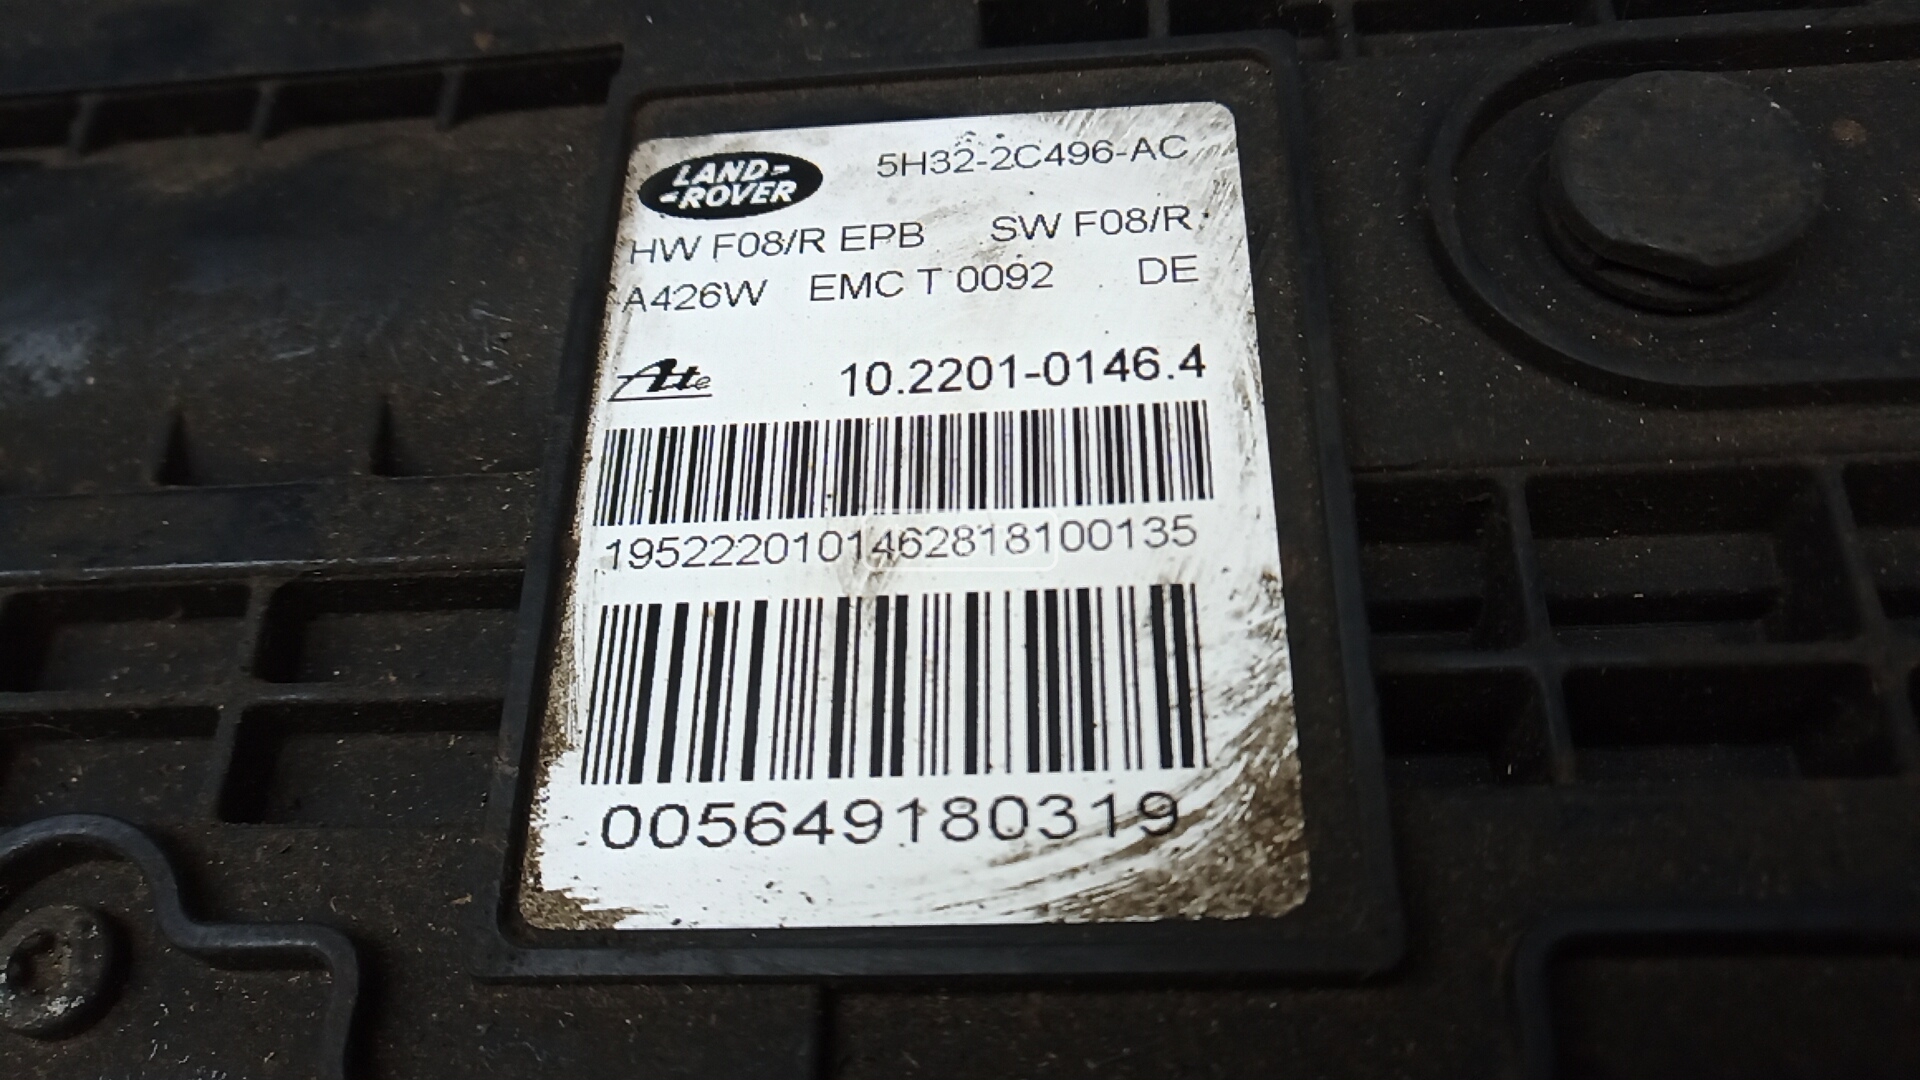 LAND-
-ROVER
5H32-2C496-AC
HW F08/R EPB SW F08/R
A426W EMC T 0092 DE
Ate 10.2201-0146.4
1952220101462818100135
005649180319